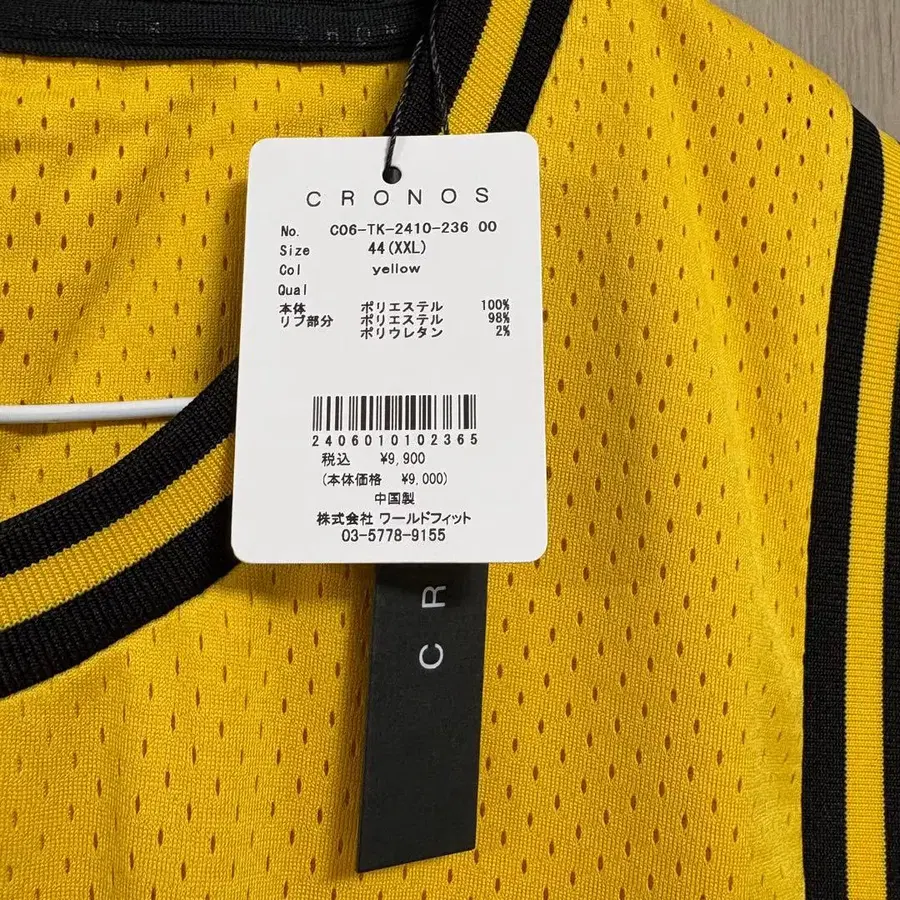 CRONOS
No. C06-TK-2410-236 00
Size 44(XXL)
Col yellow
Qual
本体 ポリエステル 100%
リブ部分 ポリエステル 98%
ポリウレタン 2%
2406010102365
税込 ¥9,900
(本体価格 ¥9,000)
中国製
株式会社 ワールドフィット
03-5778-9155
CR